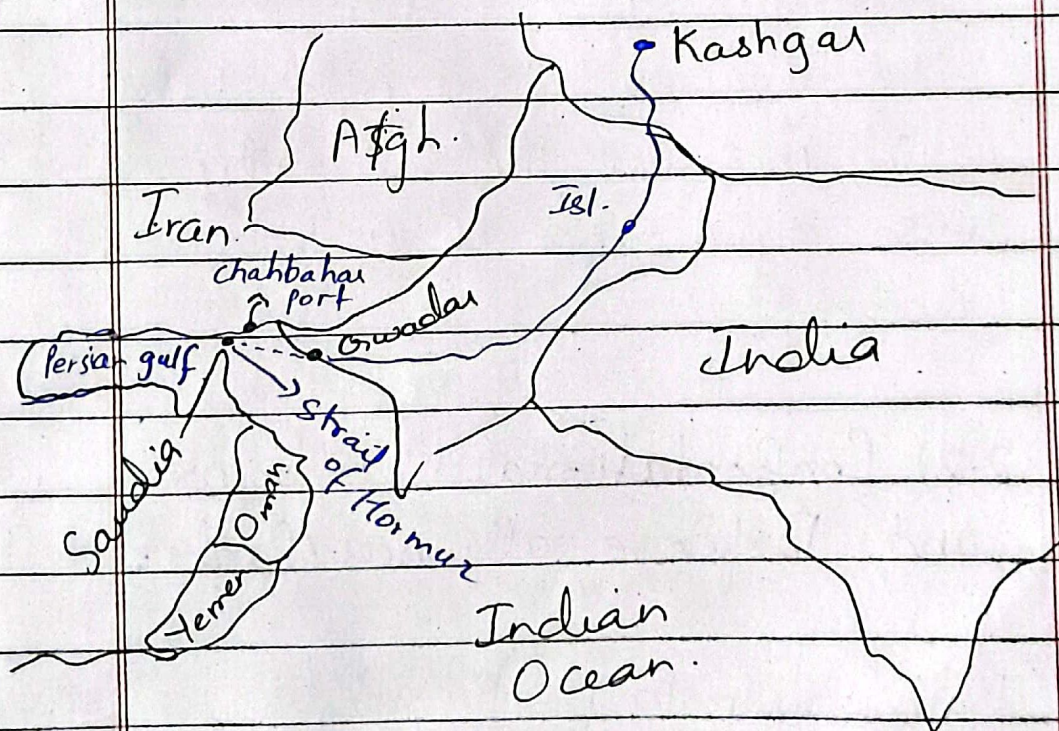 Kashgar
Afgh.
Isl.
Iran.
Chahbahar
port
Gwadar
Persian gulf
India
Strait
of
Hormuz
Saudia
Oman
Yemen
Indian
Ocean.